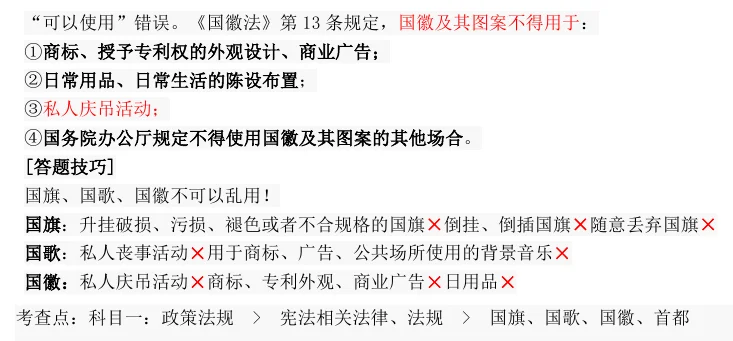 “可以使用”错误。《国徽法》第 13 条规定，国徽及其图案不得用于：
①商标、授予专利权的外观设计、商业广告；
②日常用品、日常生活的陈设布置；
③私人庆吊活动；
④国务院办公厅规定不得使用国徽及其图案的其他场合。
[答题技巧]
国旗、国歌、国徽不可以乱用！
国旗：升挂破损、污损、褪色或者不合规格的国旗×倒挂、倒插国旗×随意丢弃国旗×
国歌：私人丧事活动×用于商标、广告、公共场所使用的背景音乐×
国徽：私人庆吊活动×商标、专利外观、商业广告×日用品×
考查点：科目一：政策法规 > 宪法相关法律、法规 > 国旗、国歌、国徽、首都